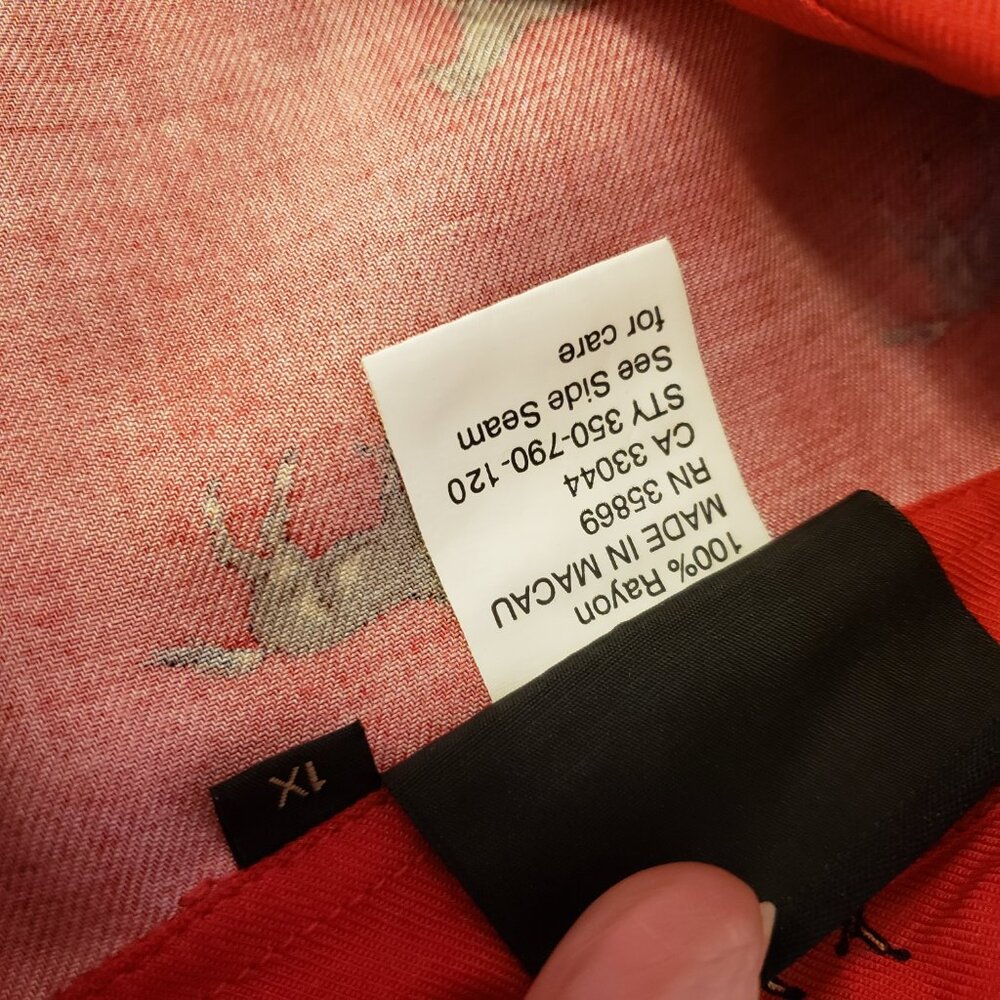 100% Rayon
MADE IN MACAU
RN 35869
CA 33044
STY 350-790-120
See Side Seam
for care
1X